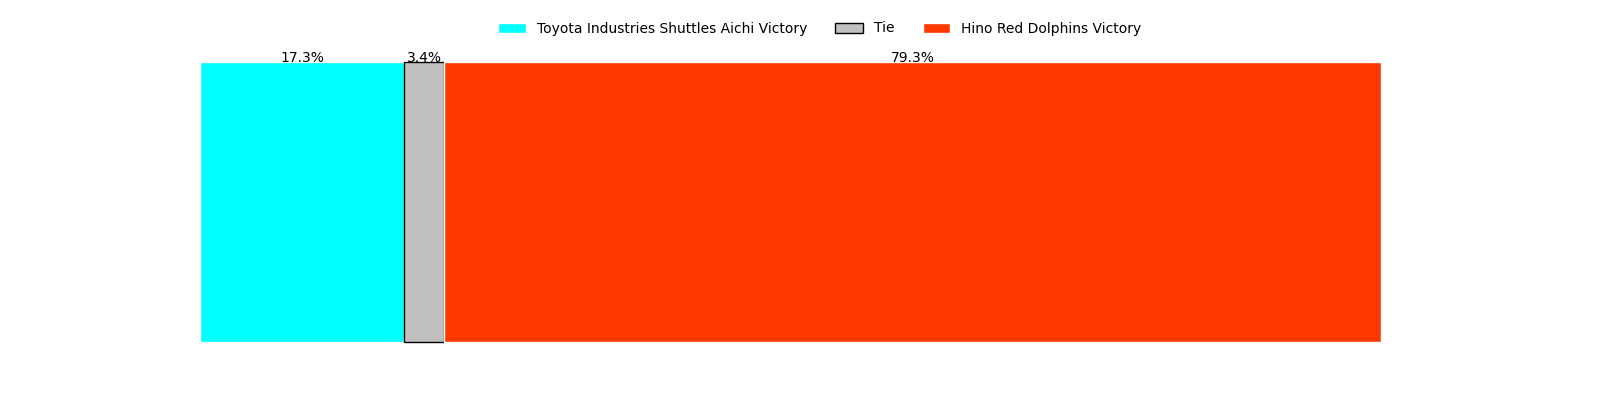 Toyota Industries Shuttles Aichi Victory Tie Hino Red Dolphins Victory
17.3% 3.4% 79.3%